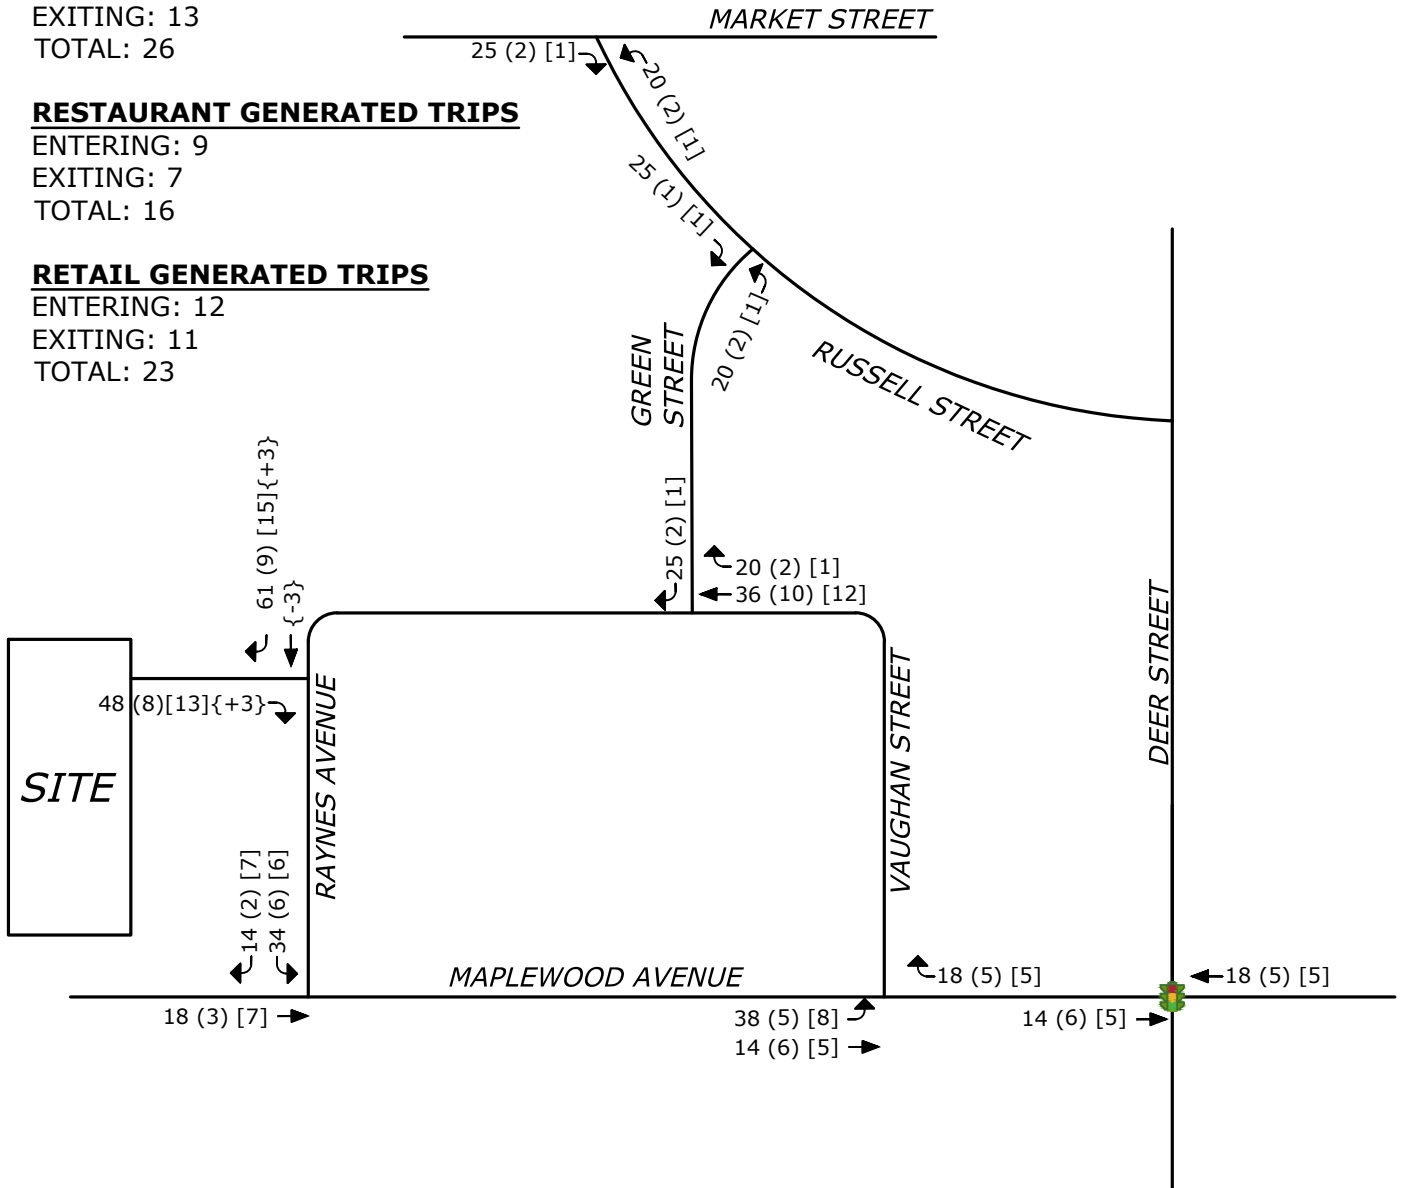 EXITING: 13
TOTAL: 26
MARKET STREET
25 (2) [1]
20 (2) [1]
RESTAURANT GENERATED TRIPS
ENTERING: 9
EXITING: 7
TOTAL: 16
25 (1) [1]
RETAIL GENERATED TRIPS
ENTERING: 12
EXITING: 11
TOTAL: 23
20 (2) [1]
GREEN
STREET
RUSSELL STREET
61 (9) [15]{+3}
{-3}
25 (2) [1]
20 (2) [1]
36 (10) [12]
DEER STREET
48 (8)[13]{+3}
SITE
RAYNES AVENUE
VAUGHAN STREET
14 (2) [7]
34 (6) [6]
MAPLEWOOD AVENUE
18 (5) [5]
18 (5) [5]
18 (3) [7]
38 (5) [8]
14 (6) [5]
14 (6) [5]